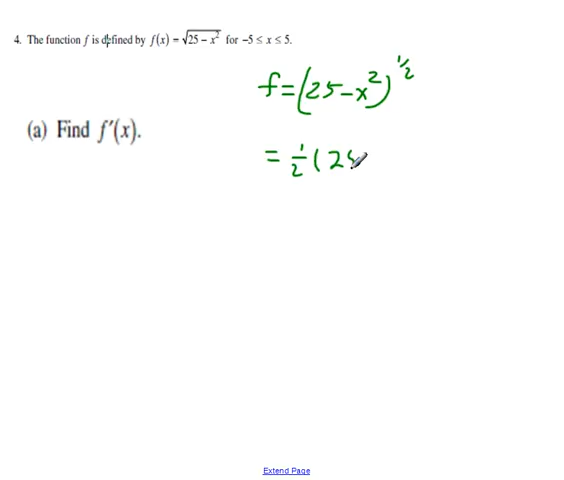 4. The function f is defined by f(x) = √25 − x² for −5 ≤ x ≤ 5.
f=(25-x²)^½
(a) Find f′(x).
= ½(25
Extend Page